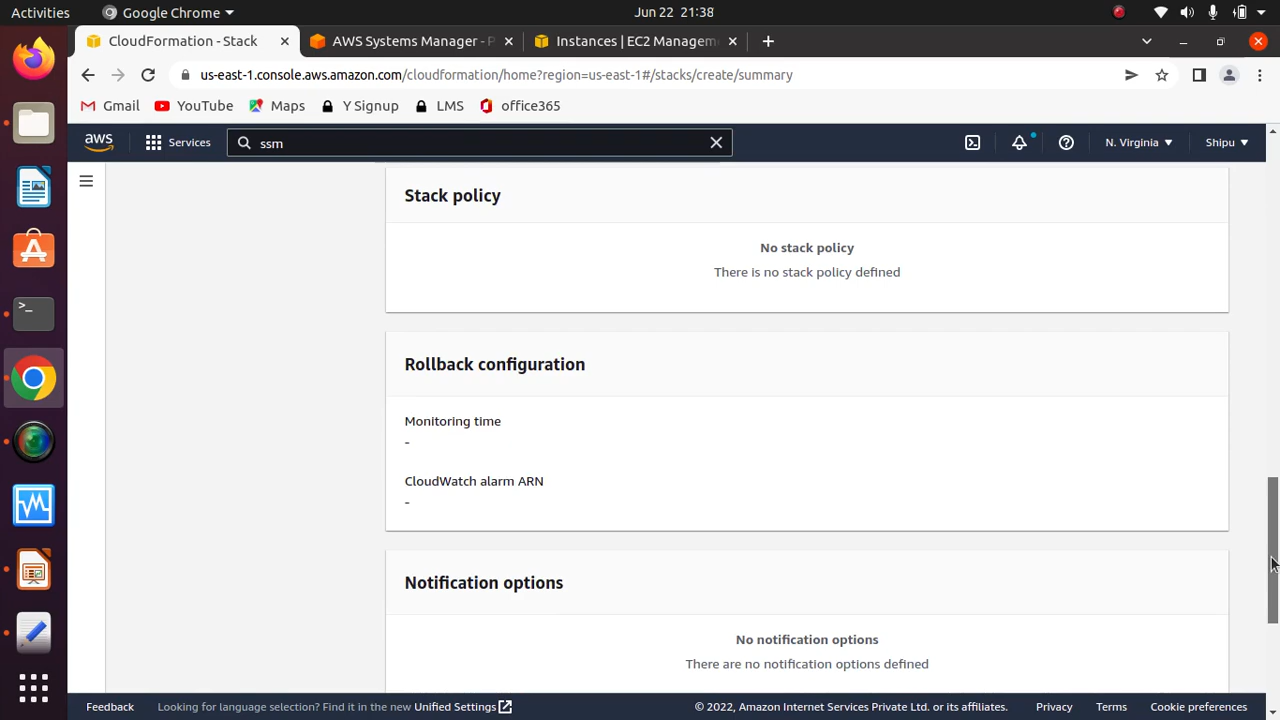 Activities Google Chrome Jun 22 21:38
CloudFormation - Stack AWS Systems Manager - P Instances | EC2 Managem
us-east-1.console.aws.amazon.com/cloudformation/home?region=us-east-1#/stacks/create/summary
Gmail YouTube Maps Y Signup LMS office365
aws Services ssm N. Virginia Shipu
Stack policy
No stack policy
There is no stack policy defined
Rollback configuration
Monitoring time
-
CloudWatch alarm ARN
-
Notification options
No notification options
There are no notification options defined
Feedback Looking for language selection? Find it in the new Unified Settings © 2022, Amazon Internet Services Private Ltd. or its affiliates. Privacy Terms Cookie preferences